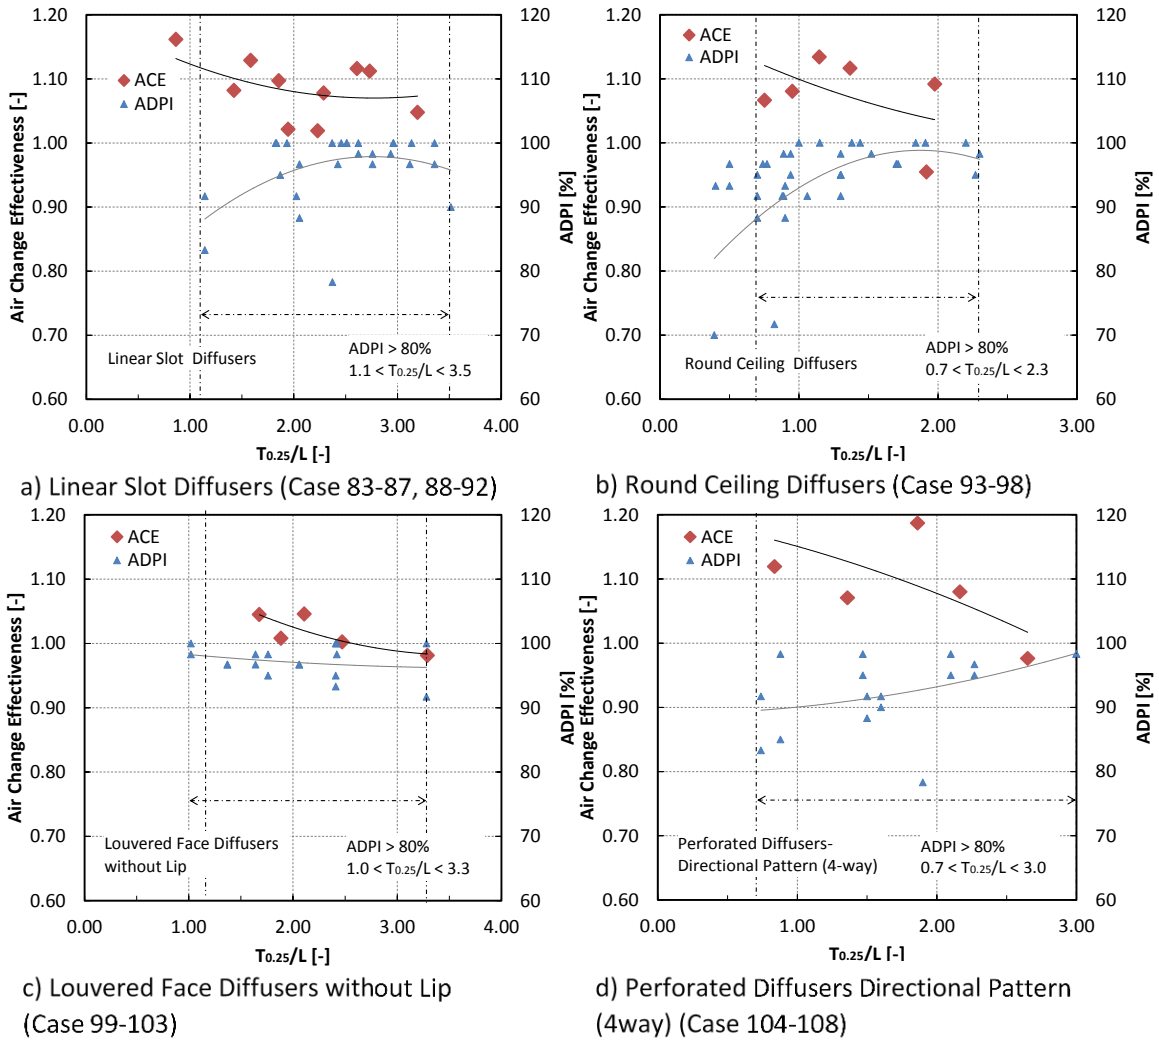 1.20
1.10
1.00
0.90
0.80
0.70
0.60
Air Change Effectiveness [-]
ACE
ADPI
120
110
100
90
80
70
60
ADPI [%]
Linear Slot Diffusers
ADPI > 80%
1.1 < T0.25/L < 3.5
0.00 1.00 2.00 3.00 4.00
T0.25/L [-]
a) Linear Slot Diffusers (Case 83-87, 88-92)
1.20
1.10
1.00
0.90
0.80
0.70
0.60
Air Change Effectiveness [-]
ACE
ADPI
120
110
100
90
80
70
60
ADPI [%]
Round Ceiling Diffusers
ADPI > 80%
0.7 < T0.25/L < 2.3
0.00 1.00 2.00 3.00
T0.25/L [-]
b) Round Ceiling Diffusers (Case 93-98)
1.20
1.10
1.00
0.90
0.80
0.70
0.60
Air Change Effectiveness [-]
ACE
ADPI
120
110
100
90
80
70
60
ADPI [%]
Louvered Face Diffusers
without Lip
ADPI > 80%
1.0 < T0.25/L < 3.3
0.00 1.00 2.00 3.00 4.00
T0.25/L [-]
c) Louvered Face Diffusers without Lip
(Case 99-103)
1.20
1.10
1.00
0.90
0.80
0.70
0.60
Air Change Effectiveness [-]
ACE
ADPI
120
110
100
90
80
70
60
ADPI [%]
Perforated Diffusers-
Directional Pattern (4-way)
ADPI > 80%
0.7 < T0.25/L < 3.0
0.00 1.00 2.00 3.00
T0.25/L [-]
d) Perforated Diffusers Directional Pattern
(4way) (Case 104-108)